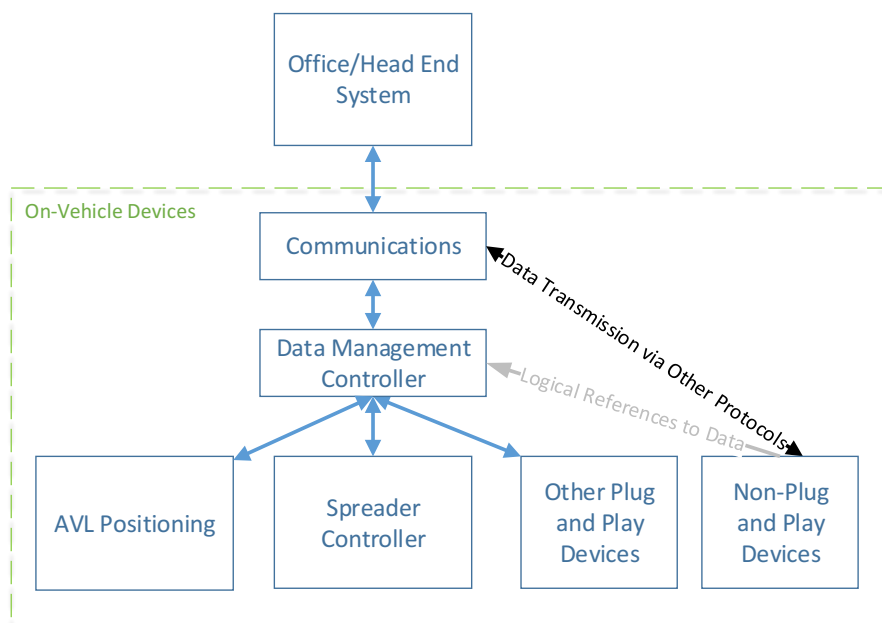 Office/Head End
System
On-Vehicle Devices
Communications
Data Transmission via Other Protocols
Data Management
Controller
Logical References to Data
AVL Positioning
Spreader
Controller
Other Plug
and Play
Devices
Non-Plug
and Play
Devices